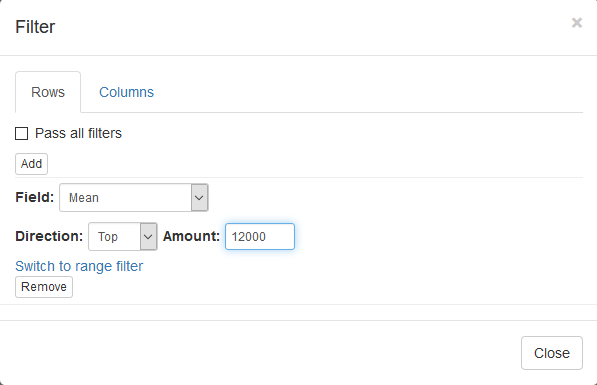 Filter ×
Rows Columns
Pass all filters
Add
Field: Mean
Direction: Top Amount: 12000
Switch to range filter
Remove
Close